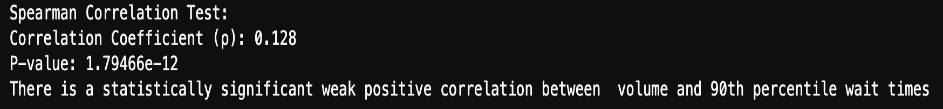 Spearman Correlation Test:
Correlation Coefficient (ρ): 0.128
P-value: 1.79466e-12
There is a statistically significant weak positive correlation between  volume and 90th percentile wait times